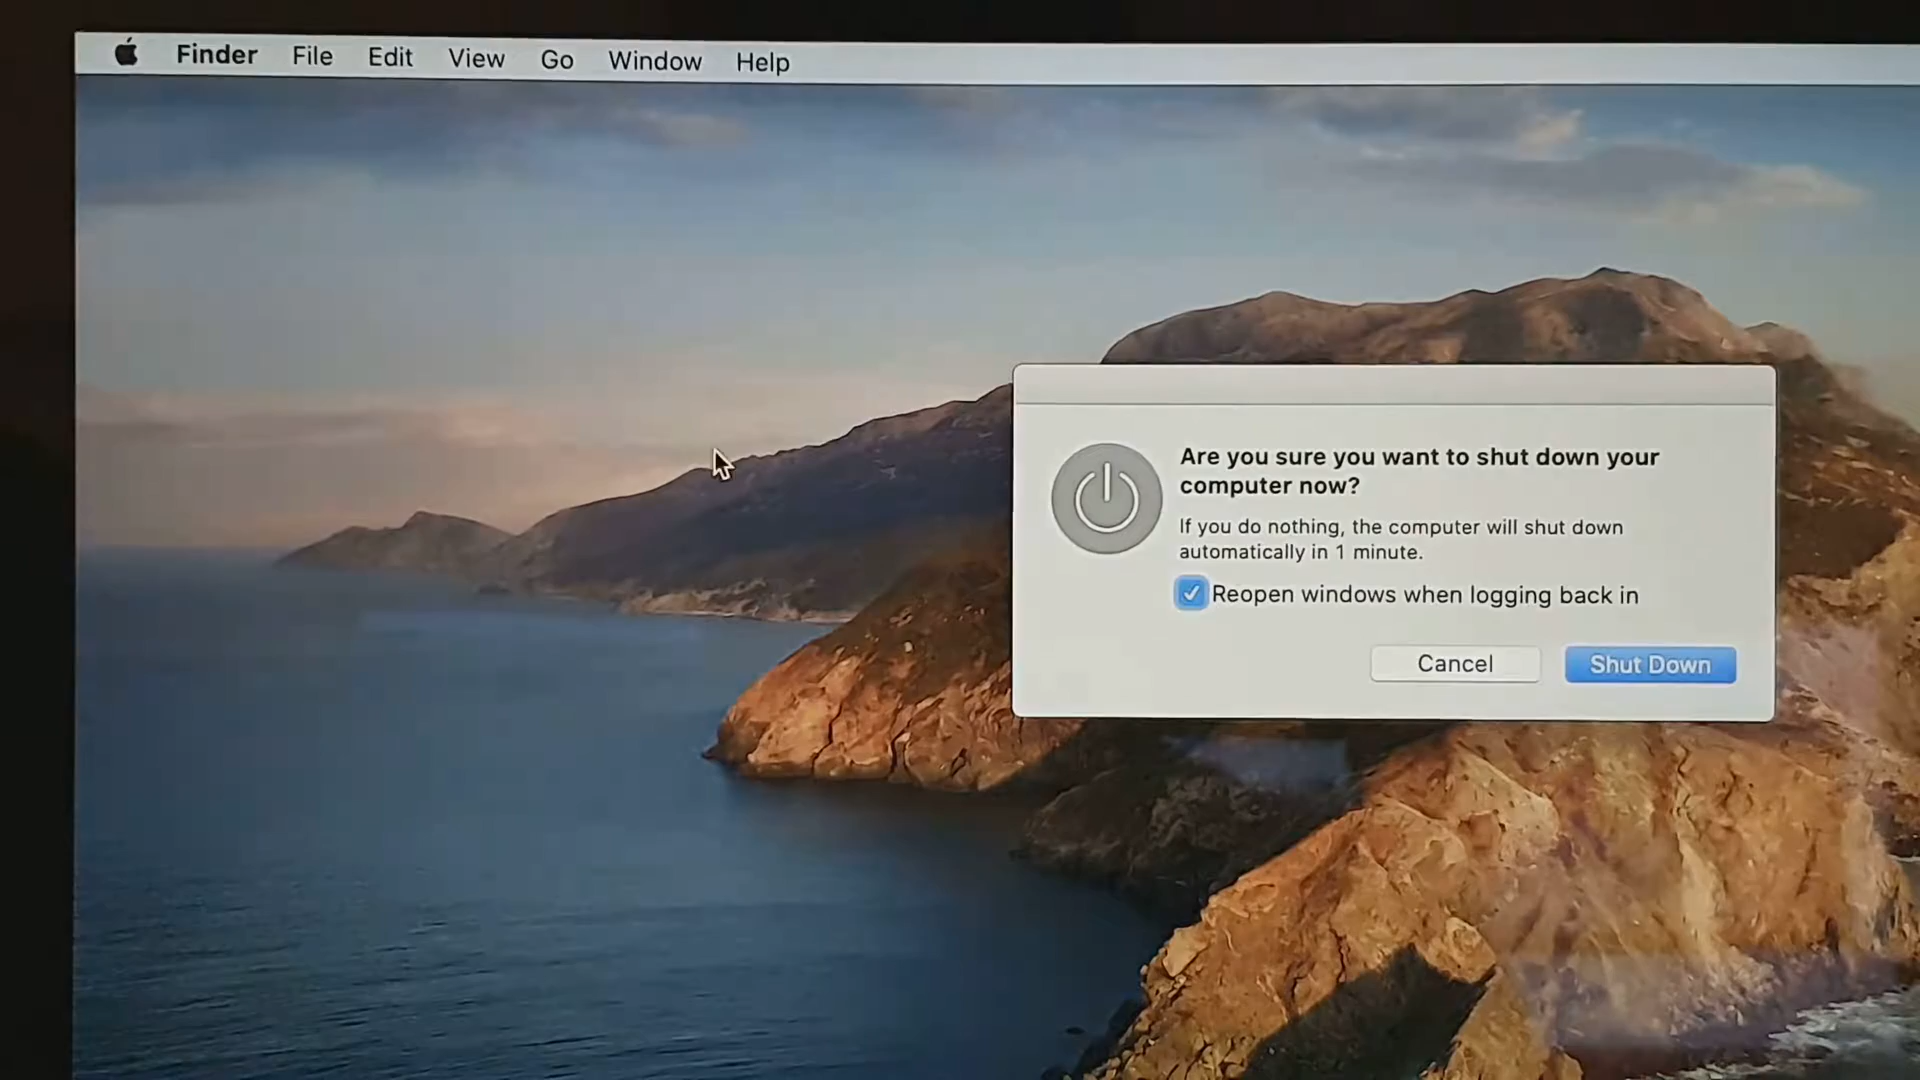 Finder File Edit View Go Window Help
Are you sure you want to shut down your
computer now?
If you do nothing, the computer will shut down
automatically in 1 minute.
Reopen windows when logging back in
Cancel Shut Down